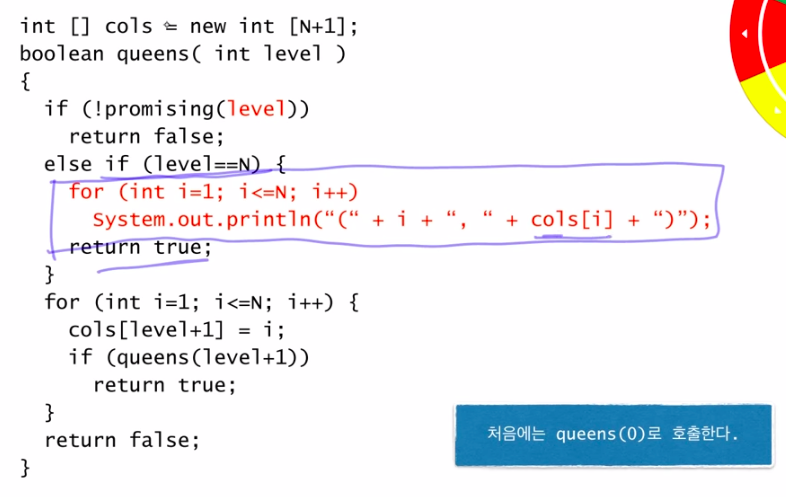 int [] cols = new int [N+1];
boolean queens( int level )
{
if (!promising(level))
return false;
else if (level==N) {
for (int i=1; i<=N; i++)
System.out.println(“(“ + i + “, “ + cols[i] + “)”);
return true;
}
for (int i=1; i<=N; i++) {
cols[level+1] = i;
if (queens(level+1))
return true;
}
return false;
}
처음에는 queens(0)로 호출한다.